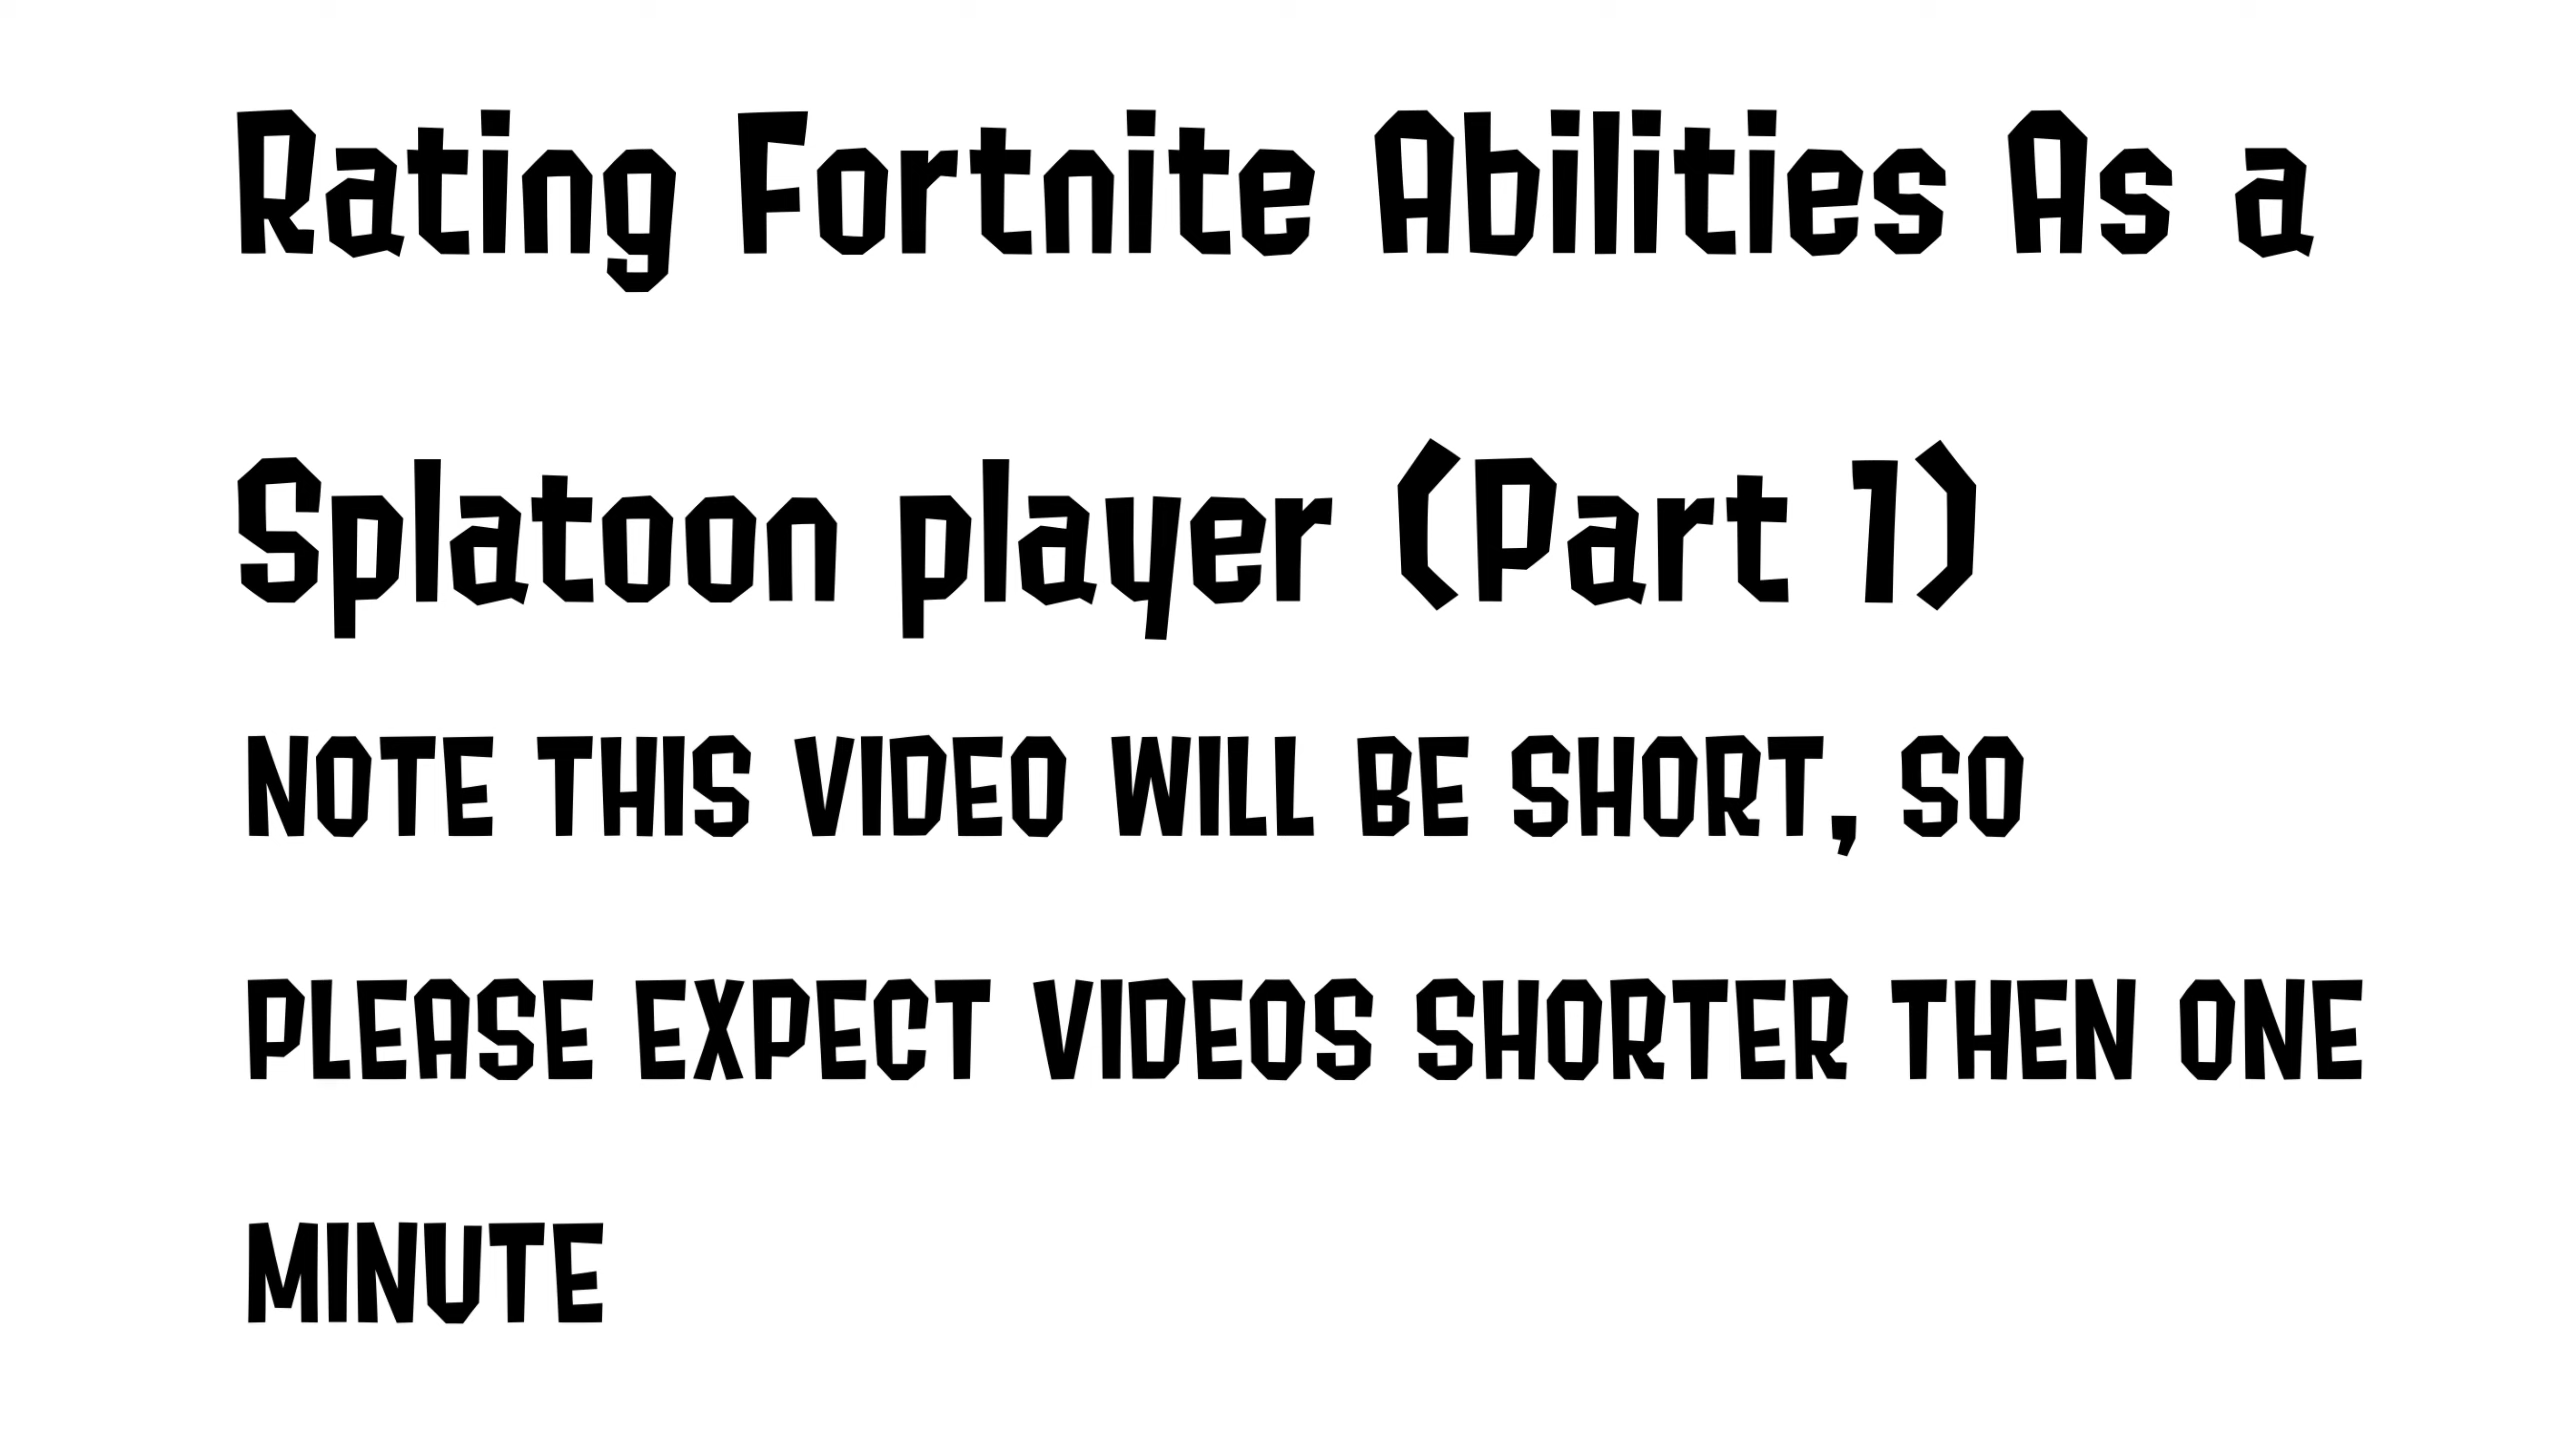 Rating Fortnite Abilities As a
Splatoon player (Part 1)
NOTE THIS VIDEO WILL BE SHORT, SO
PLEASE EXPECT VIDEOS SHORTER THEN ONE
MINUTE